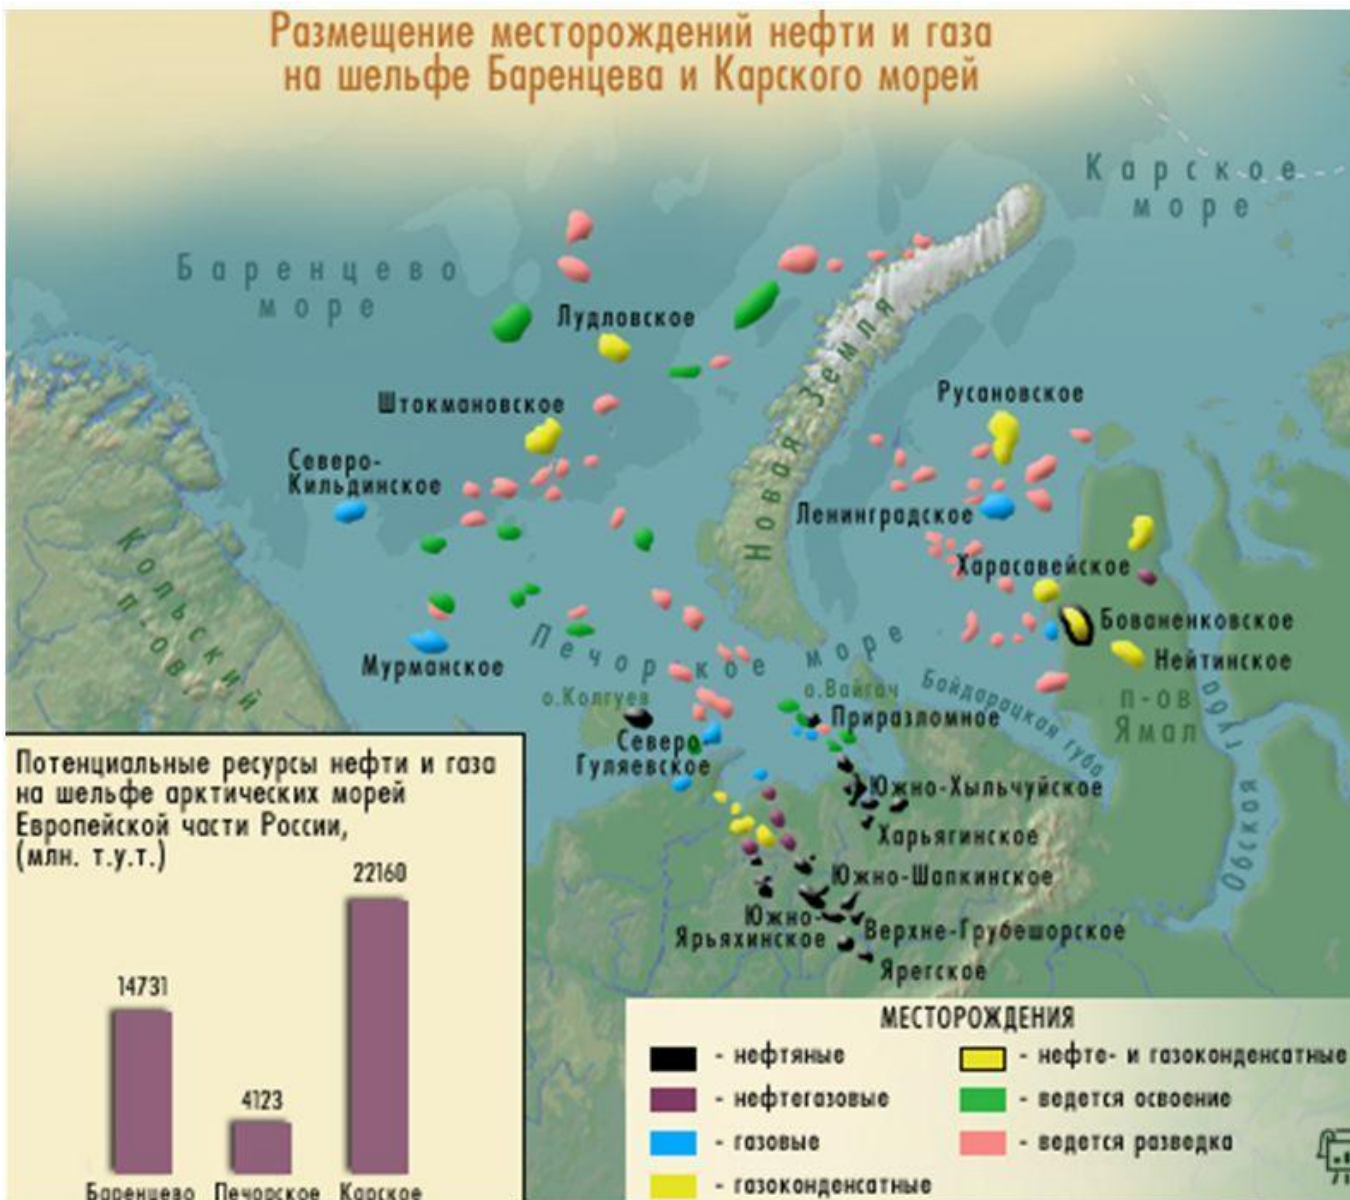 Размещение месторождений нефти и газа
на шельфе Баренцева и Карского морей
Карское
море
Баренцево
море
Лудловское
Новая Земля
Штокмановское
Русановское
Северо-
Кильдинское
Ленинградское
Кольский
п-ов
Харасавейское
Бованенковское
Нейтинское
Мурманское
Печорское море
о.Колгуев
о.Вайгач
Байдарацкая губа
п-ов
Ямал
Обская губа
Приразломное
Северо
Гуляевское
Южно-Хыльчуйское
Харьягинское
Южно-Шапкинское
Южно-
Ярьяхинское
Верхне-Грубешорское
Ярегское
Потенциальные ресурсы нефти и газа
на шельфе арктических морей
Европейской части России,
(млн. т.у.т.)
22160
14731
4123
Баренцево Печорское Карское
МЕСТОРОЖДЕНИЯ
- нефтяные
- нефтегазовые
- газовые
- газоконденсатные
- нефте- и газоконденсатные
- ведется освоение
- ведется разведка